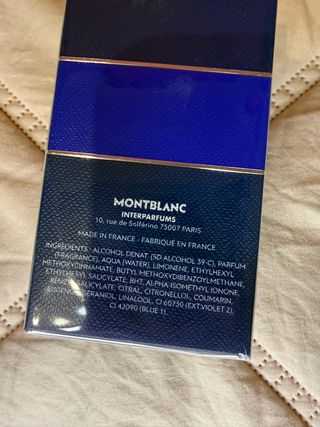 MONTBLANC
INTERPARFUMS
10, rue de Solférino 75007 PARIS
MADE IN FRANCE - FABRIQUÉ EN FRANCE
INGREDIENTS : ALCOHOL DENAT. (SD ALCOHOL 39-C), PARFUM
(FRAGRANCE), AQUA (WATER), LIMONENE, ETHYLHEXYL
METHOXYCINNAMATE, BUTYL METHOXYDIBENZOYLMETHANE,
ETHYLHEXYL SALICYLATE, BHT, ALPHA-ISOMETHYL IONONE,
BENZYL SALICYLATE, CITRAL, CITRONELLOL, COUMARIN,
GERANIOL, LINALOOL, CI 60730 (EXT.VIOLET 2),
CI 42090 (BLUE 1).